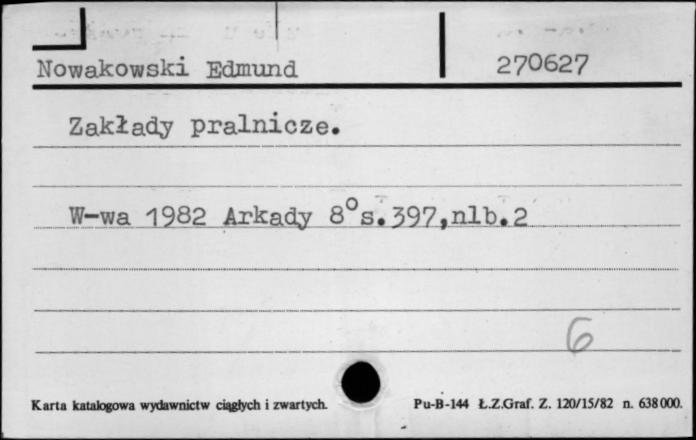 Nowakowski Edmund 270627
Zakłady pralnicze.
W-wa 1982 Arkady 8° s.397,nlb.2
6
Karta katalogowa wydawnictw ciągłych i zwartych. Pu-B-144 Ł.Z.Graf. Z. 120/15/82 n. 638 000.